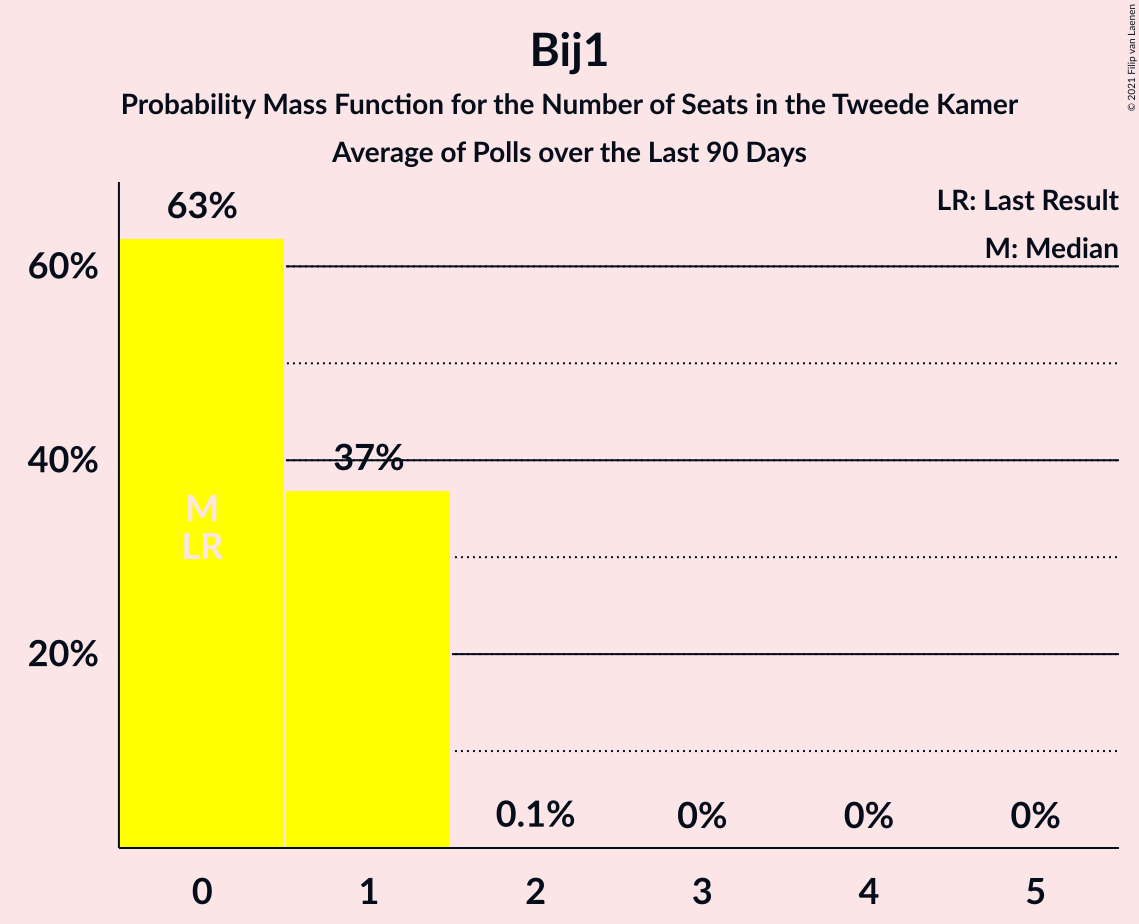 Bij1
Probability Mass Function for the Number of Seats in the Tweede Kamer
Average of Polls over the Last 90 Days
© 2021 Filip van Laenen
LR: Last Result
M: Median
63%
60%
37%
40%
M
LR
20%
0.1%
0%
0%
0%
0
1
2
3
4
5